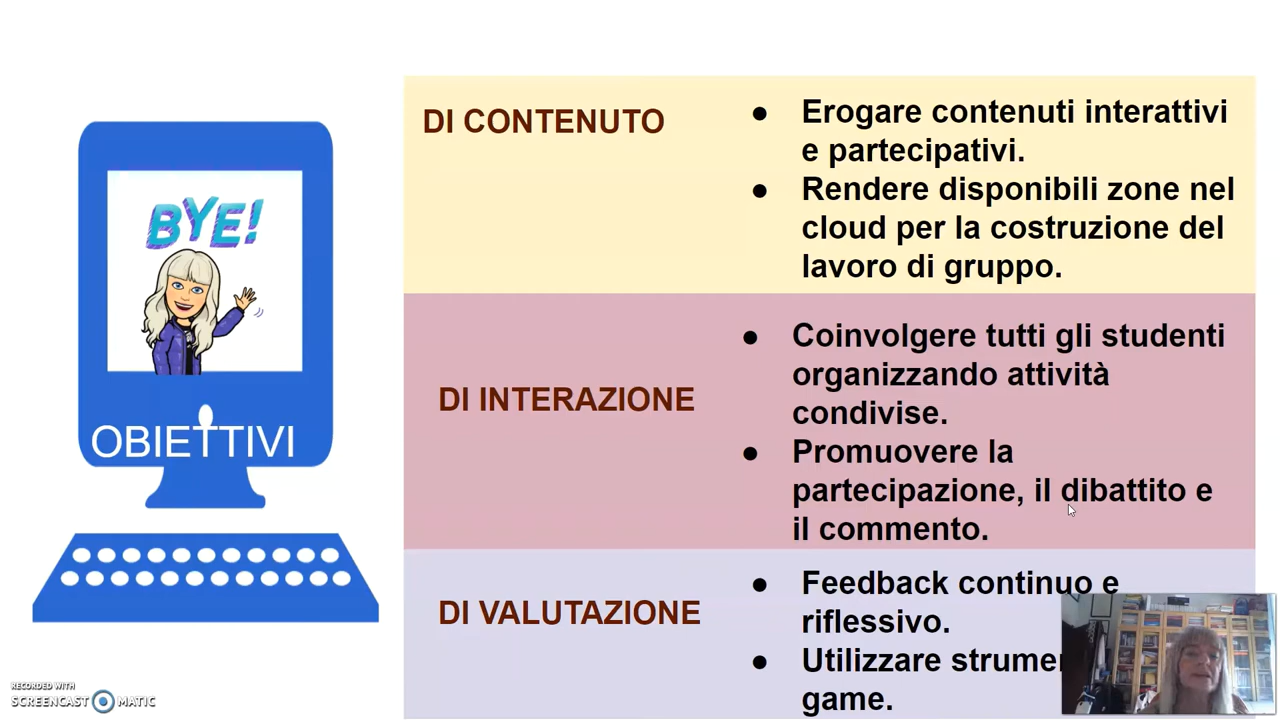 DI CONTENUTO
Erogare contenuti interattivi
e partecipativi.
Rendere disponibili zone nel
cloud per la costruzione del
lavoro di gruppo.
BYE!
OBIETTIVI
DI INTERAZIONE
Coinvolgere tutti gli studenti
organizzando attività
condivise.
Promuovere la
partecipazione, il dibattito e
il commento.
DI VALUTAZIONE
Feedback continuo e
riflessivo.
Utilizzare
game.
RECORDED WITH
SCREENCAST MATIC